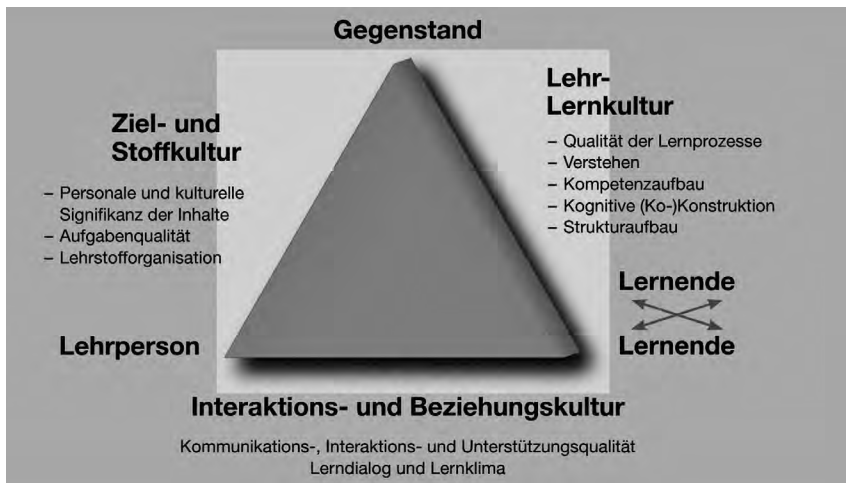 Gegenstand
Ziel- und
Stoffkultur
– Personale und kulturelle
Signifikanz der Inhalte
– Aufgabenqualität
– Lehrstofforganisation
Lehr-
Lernkultur
– Qualität der Lernprozesse
– Verstehen
– Kompetenzaufbau
– Kognitive (Ko-)Konstruktion
– Strukturaufbau
Lernende
Lernende
Lehrperson
Interaktions- und Beziehungskultur
Kommunikations-, Interaktions- und Unterstützungsqualität
Lerndialog und Lernklima